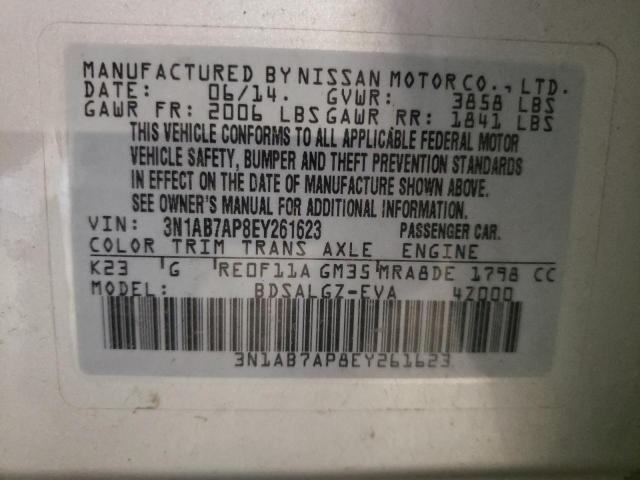 MANUFACTURED BY NISSAN MOTOR CO., LTD.
DATE: 06/14. GVWR: 3858 LBS
GAWR FR: 2006 LBS GAWR RR: 1841 LBS
THIS VEHICLE CONFORMS TO ALL APPLICABLE FEDERAL MOTOR
VEHICLE SAFETY, BUMPER AND THEFT PREVENTION STANDARDS
IN EFFECT ON THE DATE OF MANUFACTURE SHOWN ABOVE.
SEE OWNER'S MANUAL FOR ADDITIONAL INFORMATION.
VIN: 3N1AB7AP8EY261623 PASSENGER CAR.
COLOR TRIM TRANS AXLE ENGINE
K23 G RE0F11A GM35 MRA8DE 1798 CC
MODEL: BDSALGZ-EVA 4Z000
3N1AB7AP8EY261623